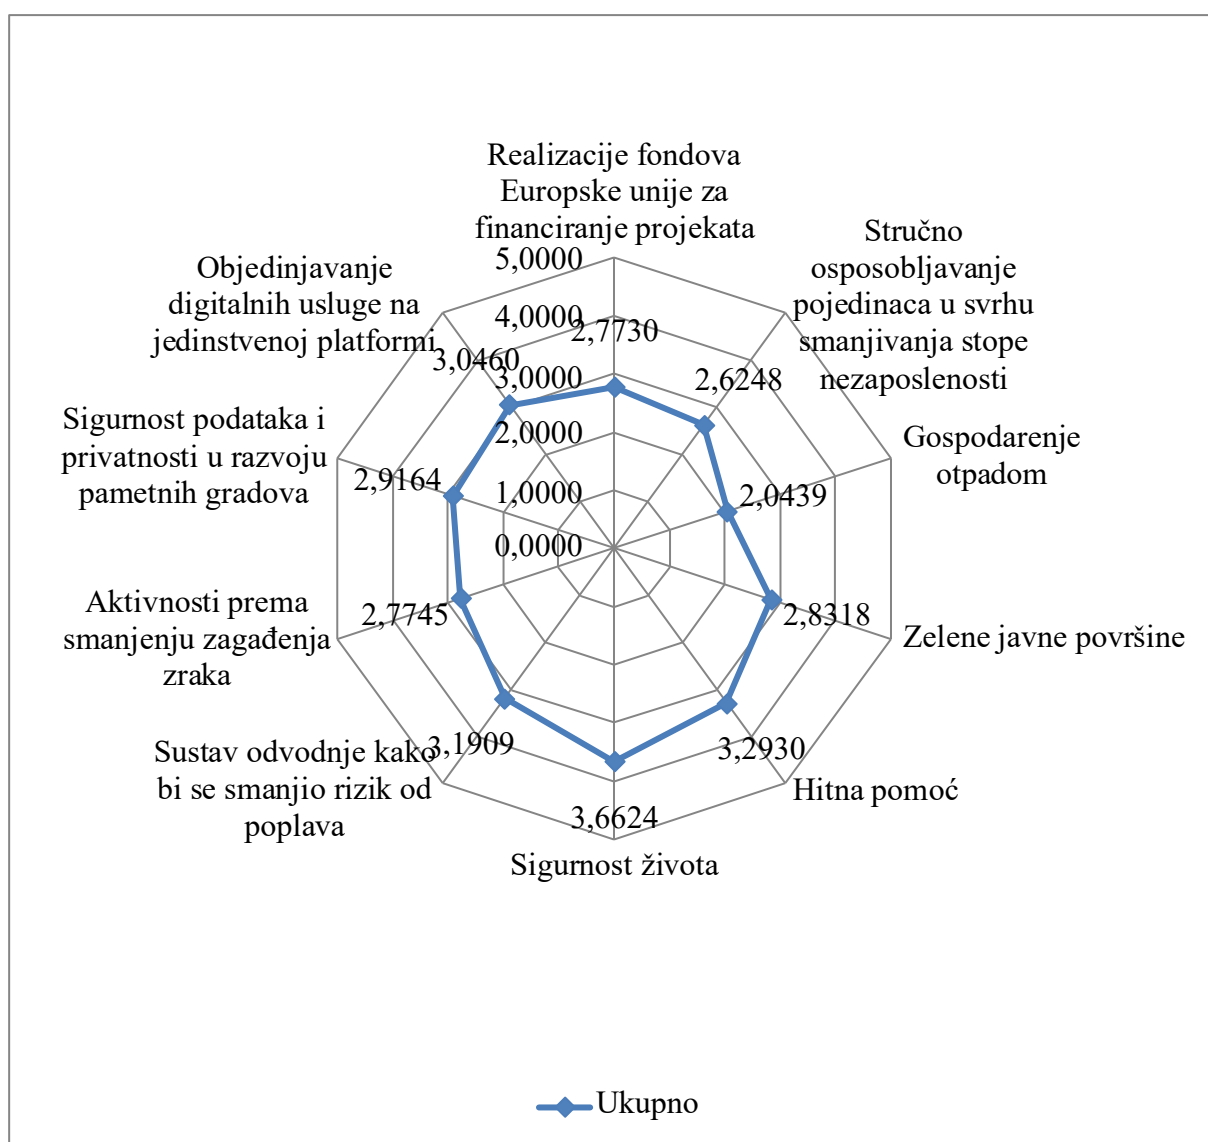 Realizacije fondova
Europske unije za
financiranje projekata
Stručno
osposobljavanje
pojedinaca u svrhu
smanjivanja stope
nezaposlenosti
Gospodarenje
otpadom
Zelene javne površine
Hitna pomoć
Sigurnost života
Sustav odvodnje kako
bi se smanjio rizik od
poplava
Aktivnosti prema
smanjenju zagađenja
zraka
Sigurnost podataka i
privatnosti u razvoju
pametnih gradova
Objedinjavanje
digitalnih usluge na
jedinstvenoj platformi
5,0000
4,0000
3,0000
2,0000
1,0000
0,0000
2,7730
2,6248
2,0439
2,8318
3,2930
3,6624
3,1909
2,7745
2,9164
3,0460
Ukupno